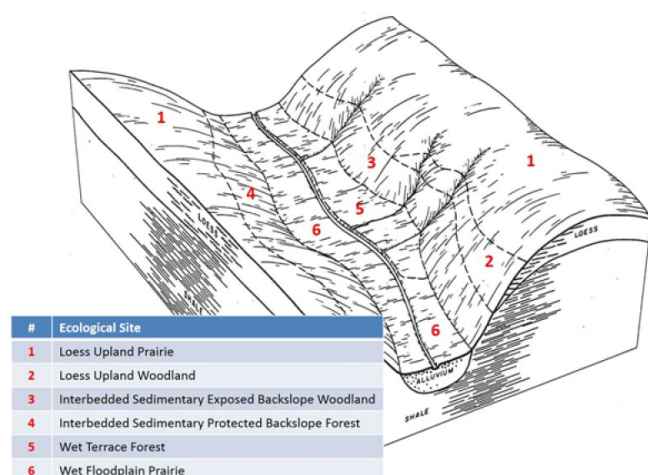 1
1
3
4
5
6
2
6
LOESS
SHALE
LOESS
ALLUVIUM
SHALE
# Ecological Site
1 Loess Upland Prairie
2 Loess Upland Woodland
3 Interbedded Sedimentary Exposed Backslope Woodland
4 Interbedded Sedimentary Protected Backslope Forest
5 Wet Terrace Forest
6 Wet Floodplain Prairie